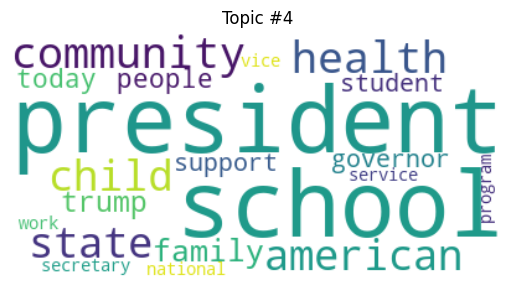 Topic #4
community vice health
today people student
president
child support governor
service
trump school program
work
state family american
secretary national